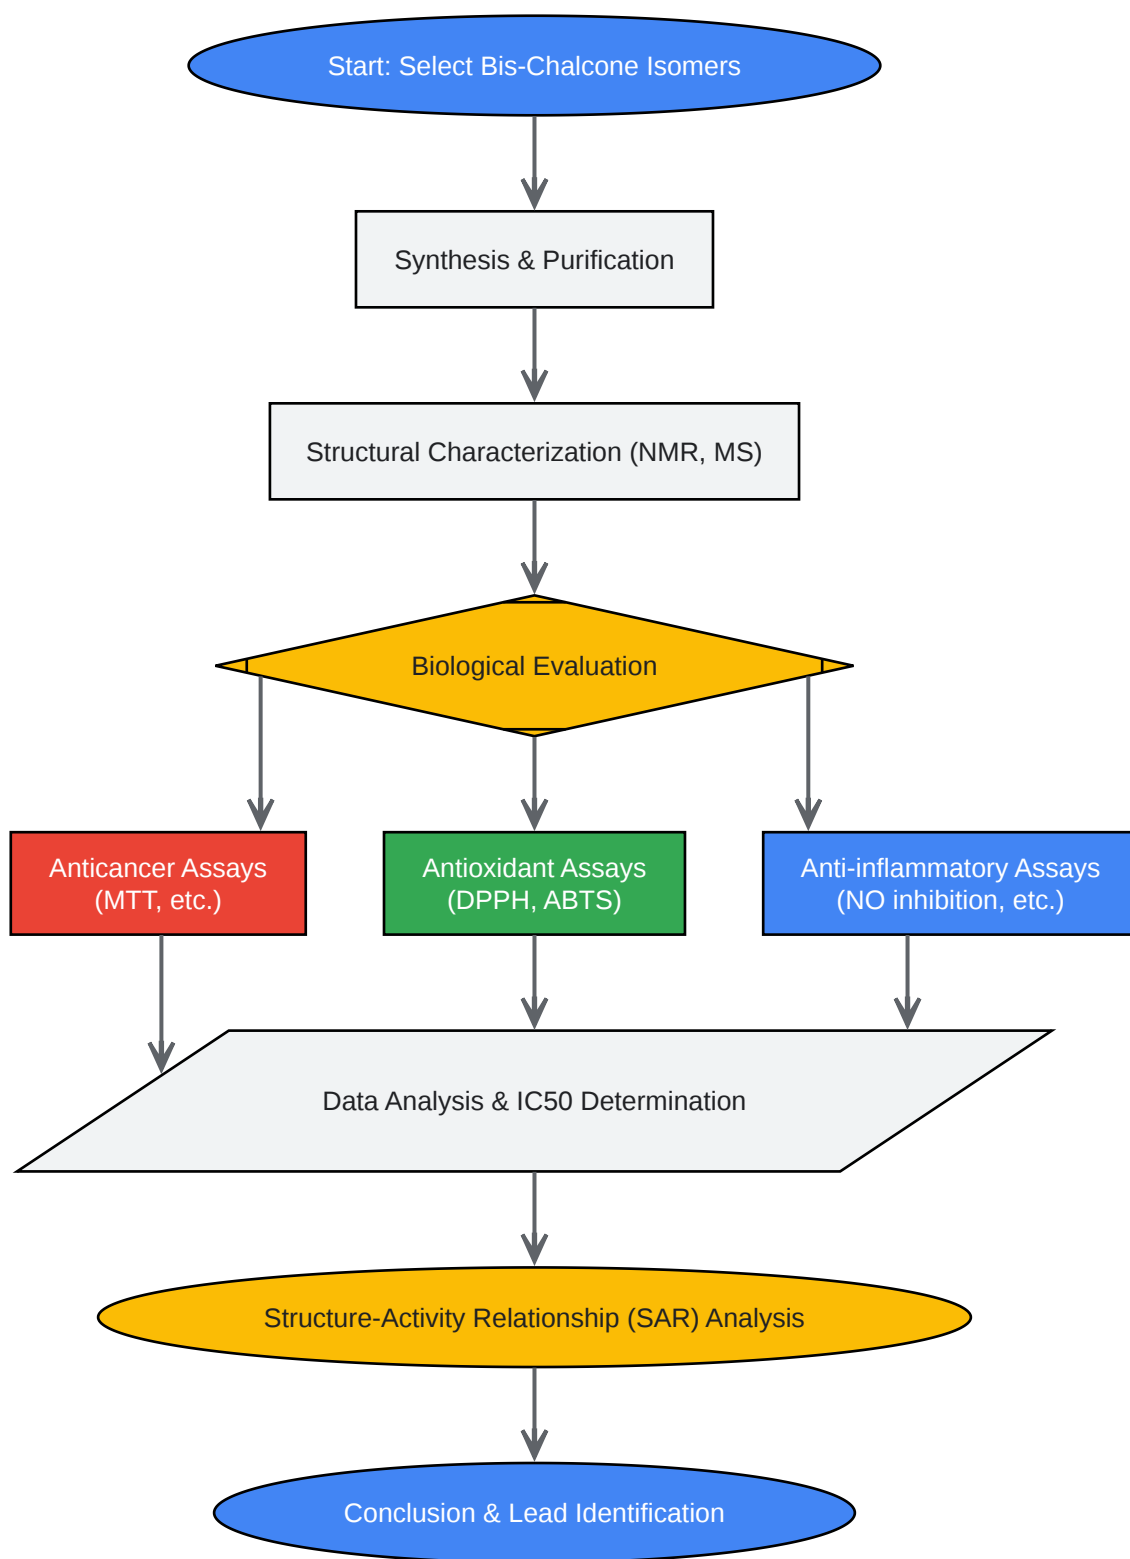 Start: Select Bis-Chalcone Isomers
Synthesis & Purification
Structural Characterization (NMR, MS)
Biological Evaluation
Anticancer Assays
(MTT, etc.)
Antioxidant Assays
(DPPH, ABTS)
Anti-inflammatory Assays
(NO inhibition, etc.)
Data Analysis & IC50 Determination
Structure-Activity Relationship (SAR) Analysis
Conclusion & Lead Identification